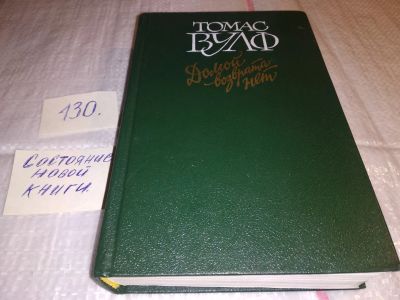 ТОМАС
ВУЛФ
Домой
возврата
нет
130.
Состояние
новой
книги.